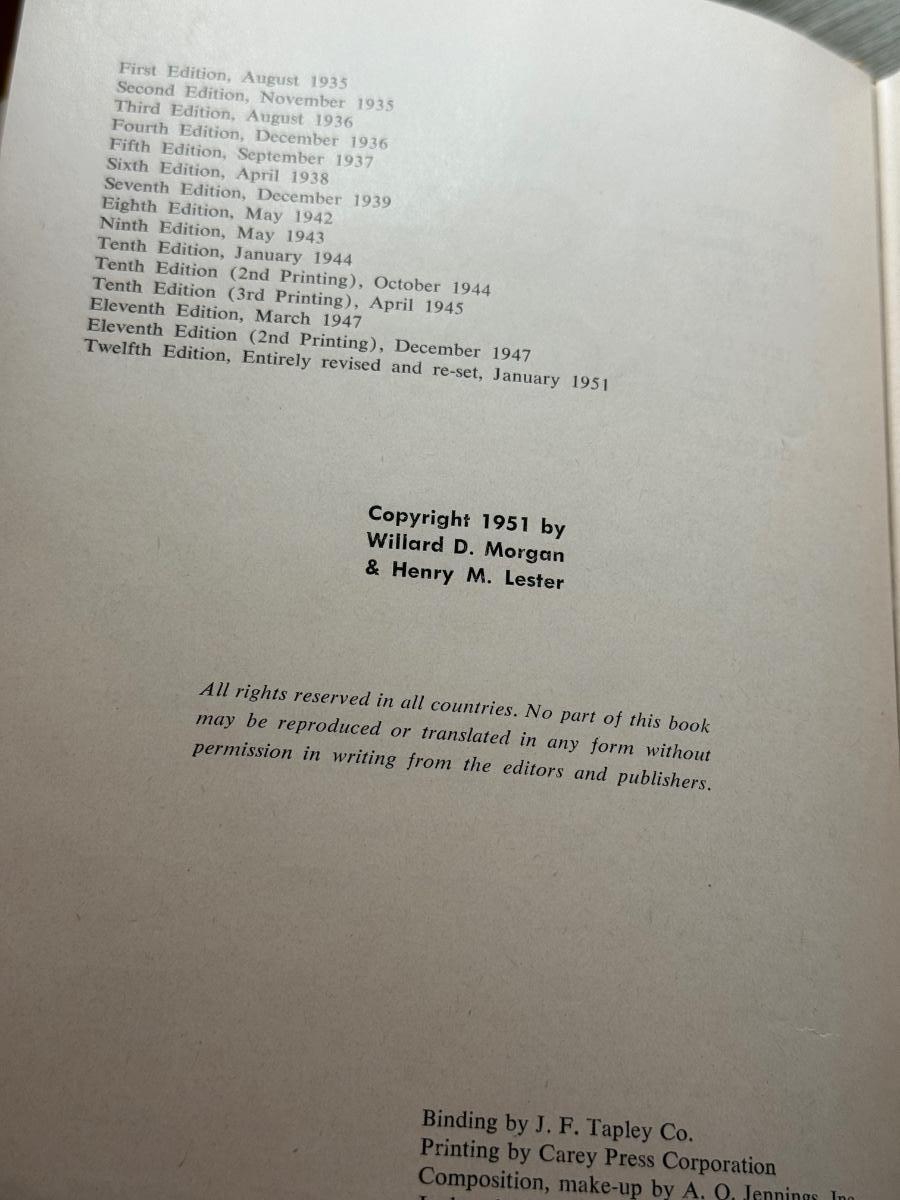 First Edition, August 1935
Second Edition, November 1935
Third Edition, August 1936
Fourth Edition, December 1936
Fifth Edition, September 1937
Sixth Edition, April 1938
Seventh Edition, December 1939
Eighth Edition, May 1942
Ninth Edition, May 1943
Tenth Edition, January 1944
Tenth Edition (2nd Printing), October 1944
Tenth Edition (3rd Printing), April 1945
Eleventh Edition, March 1947
Eleventh Edition (2nd Printing), December 1947
Twelfth Edition, Entirely revised and re-set, January 1951
Copyright 1951 by
Willard D. Morgan
& Henry M. Lester
All rights reserved in all countries. No part of this book
may be reproduced or translated in any form without
permission in writing from the editors and publishers.
Binding by J. F. Tapley Co.
Printing by Carey Press Corporation
Composition, make-up by A. O. Jennings, Inc